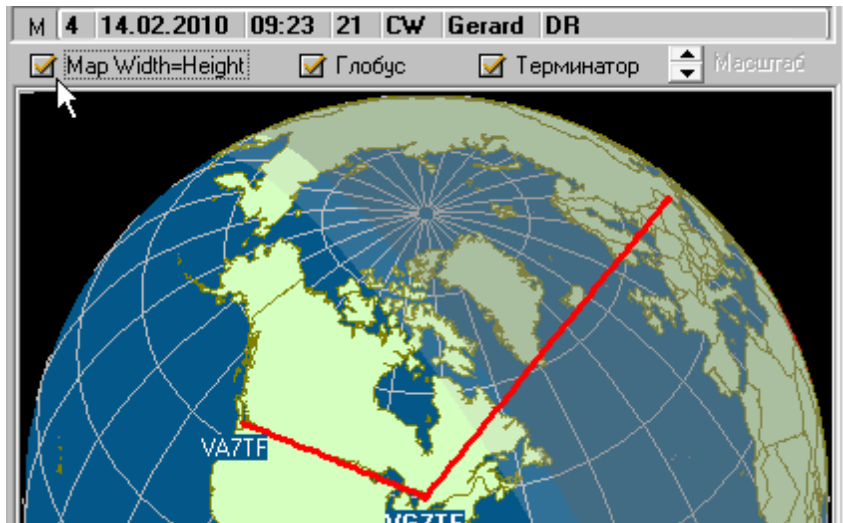 M 4 14.02.2010 09:23 21 CW Gerard DR
Map Width=Height Глобус Терминатор Масштаб
VA7TF